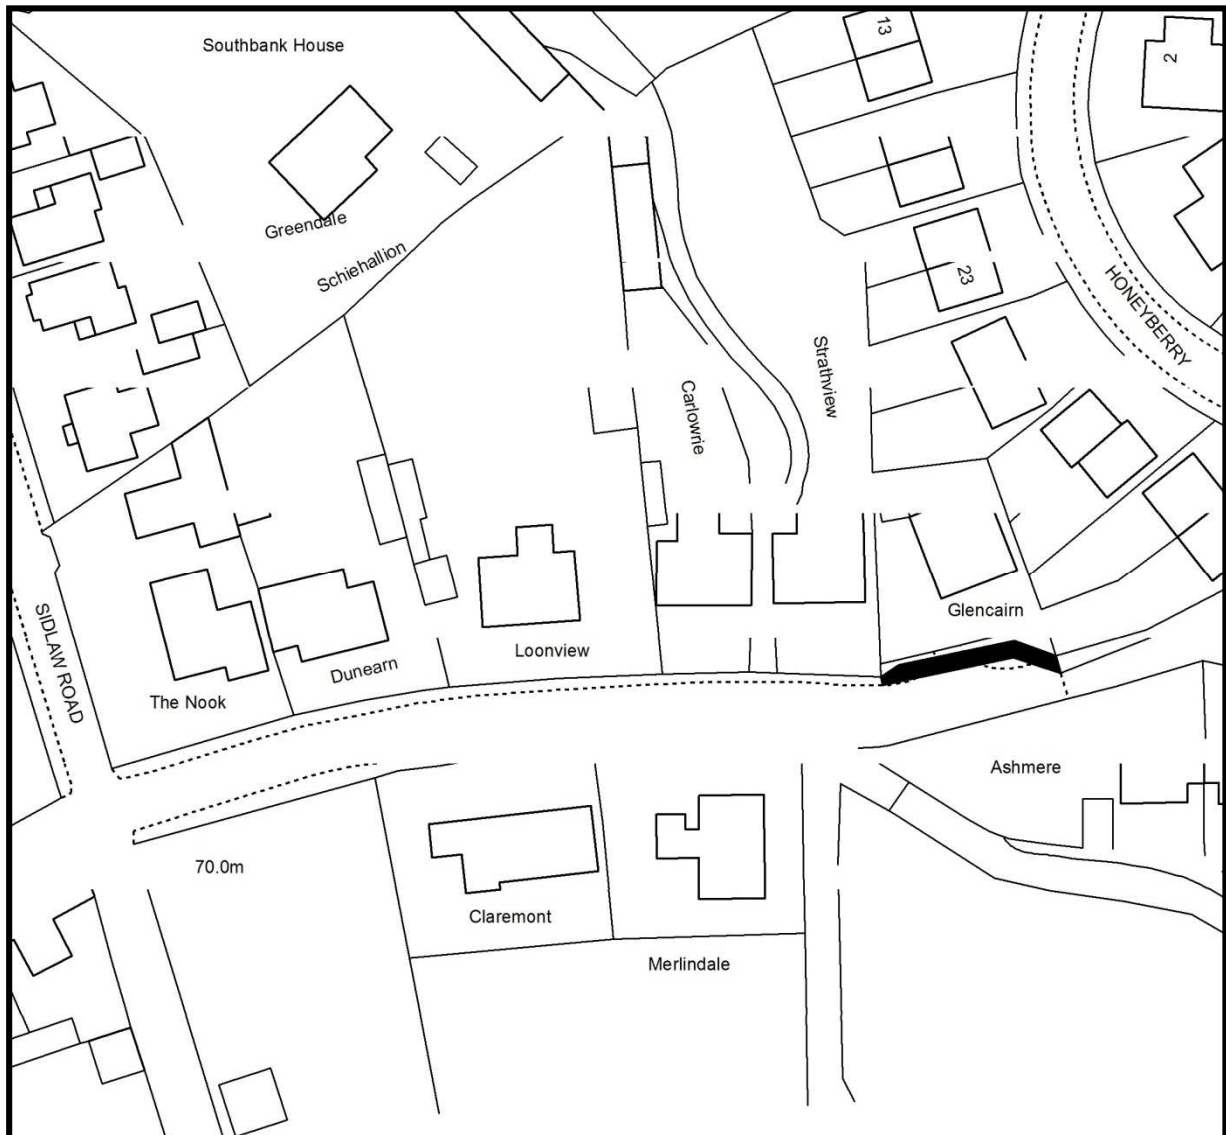 Southbank House
13
2
Greendale
Schiehallion
23
HONEYBERRY
Strathview
Carlowrie
SIDLAW ROAD
Glencairn
Loonview
Dunearn
The Nook
Ashmere
70.0m
Claremont
Merlindale